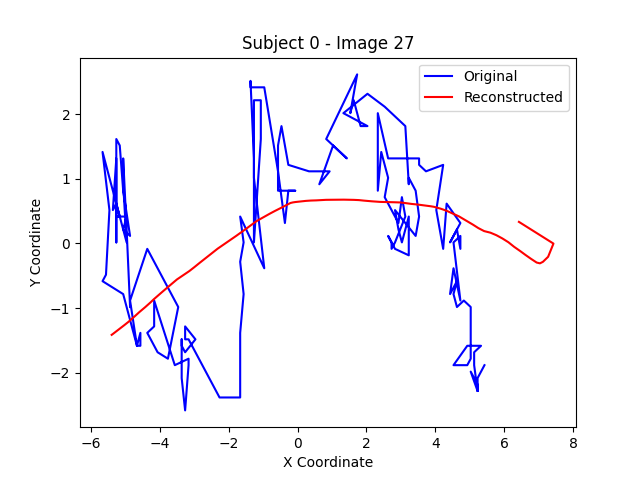 Subject 0 - Image 27
Original
Reconstructed
Y Coordinate
2
1
0
−1
−2
−6
−4
−2
0
2
4
6
8
X Coordinate